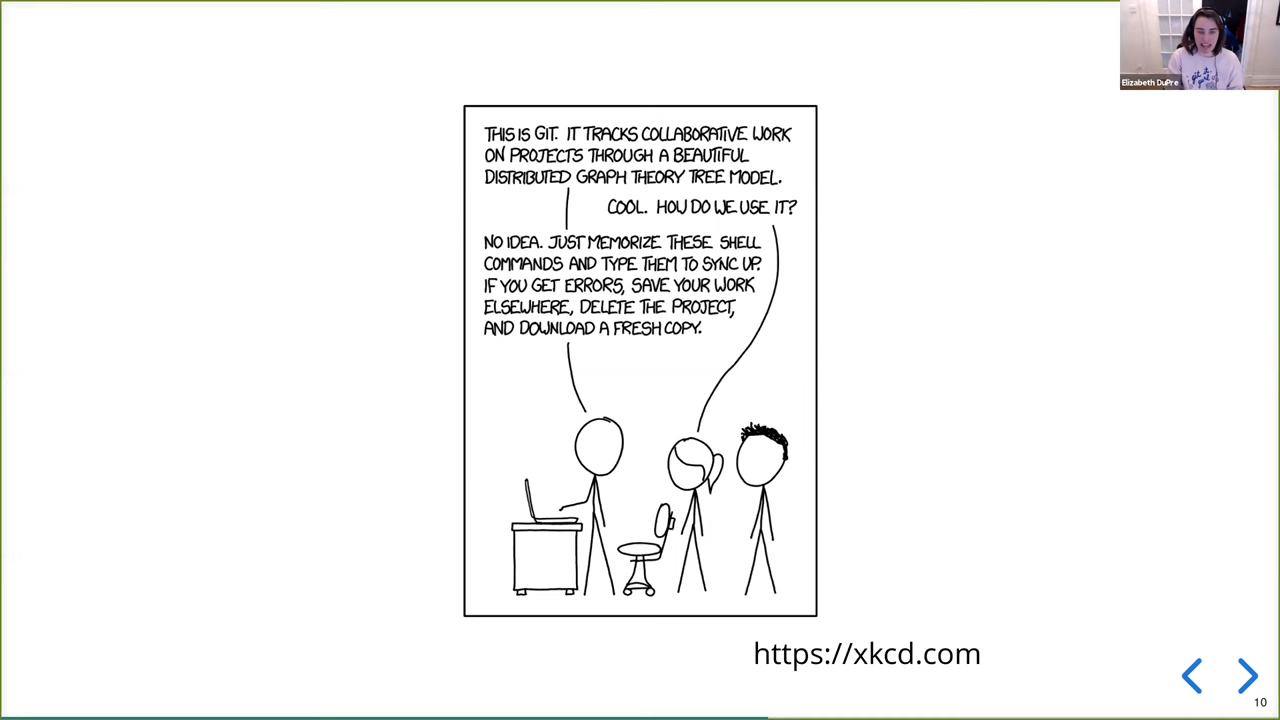 Elizabeth DuPre
THIS IS GIT. IT TRACKS COLLABORATIVE WORK
ON PROJECTS THROUGH A BEAUTIFUL
DISTRIBUTED GRAPH THEORY TREE MODEL.
COOL. HOW DO WE USE IT?
NO IDEA. JUST MEMORIZE THESE SHELL
COMMANDS AND TYPE THEM TO SYNC UP.
IF YOU GET ERRORS, SAVE YOUR WORK
ELSEWHERE, DELETE THE PROJECT,
AND DOWNLOAD A FRESH COPY.
https://xkcd.com
10